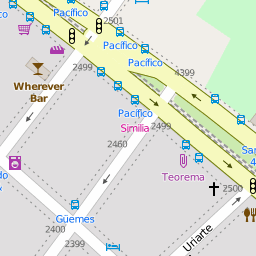 Pacífico
2501
Pacífico
Pacífico
2499
4399
Wherever
Bar
Pacífico
Similia
2499
2460
Teorema
2500
Güemes
2400
2399
Uriarte